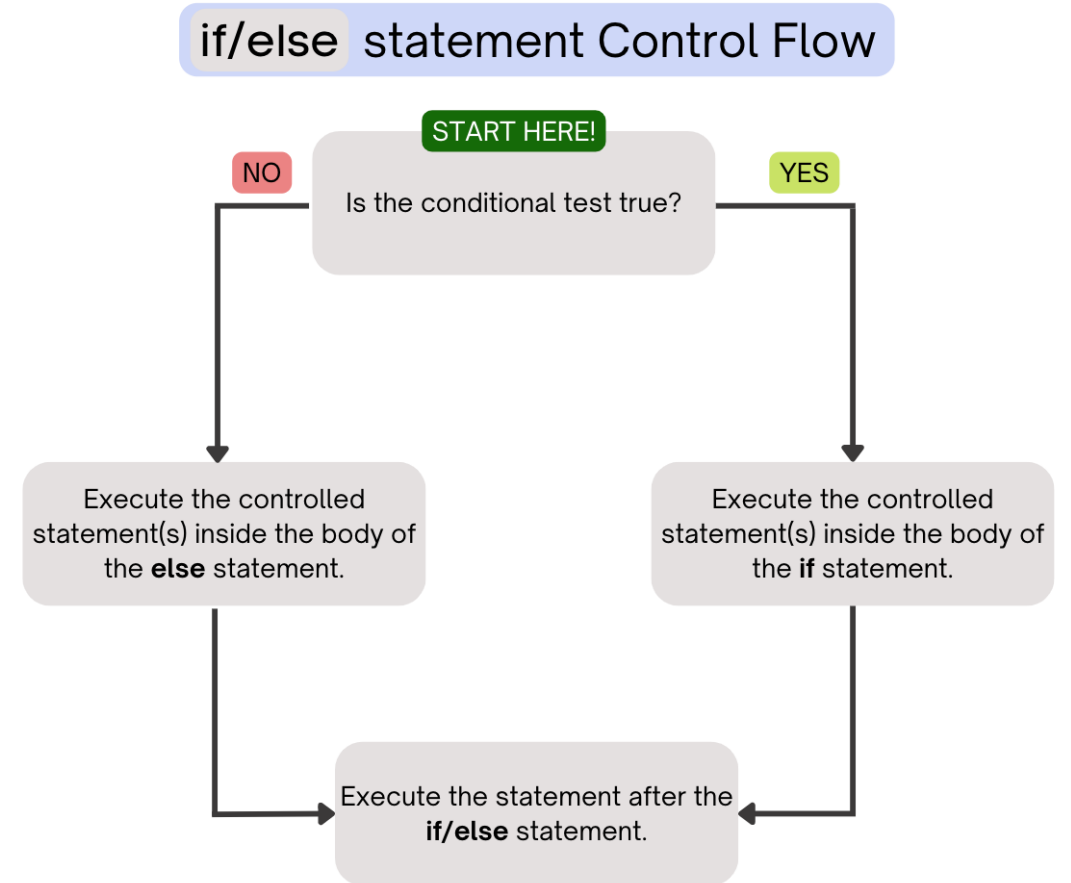 if/else statement Control Flow
START HERE!
NO
YES
Is the conditional test true?
Execute the controlled
statement(s) inside the body of
the else statement.
Execute the controlled
statement(s) inside the body of
the if statement.
Execute the statement after the
if/else statement.